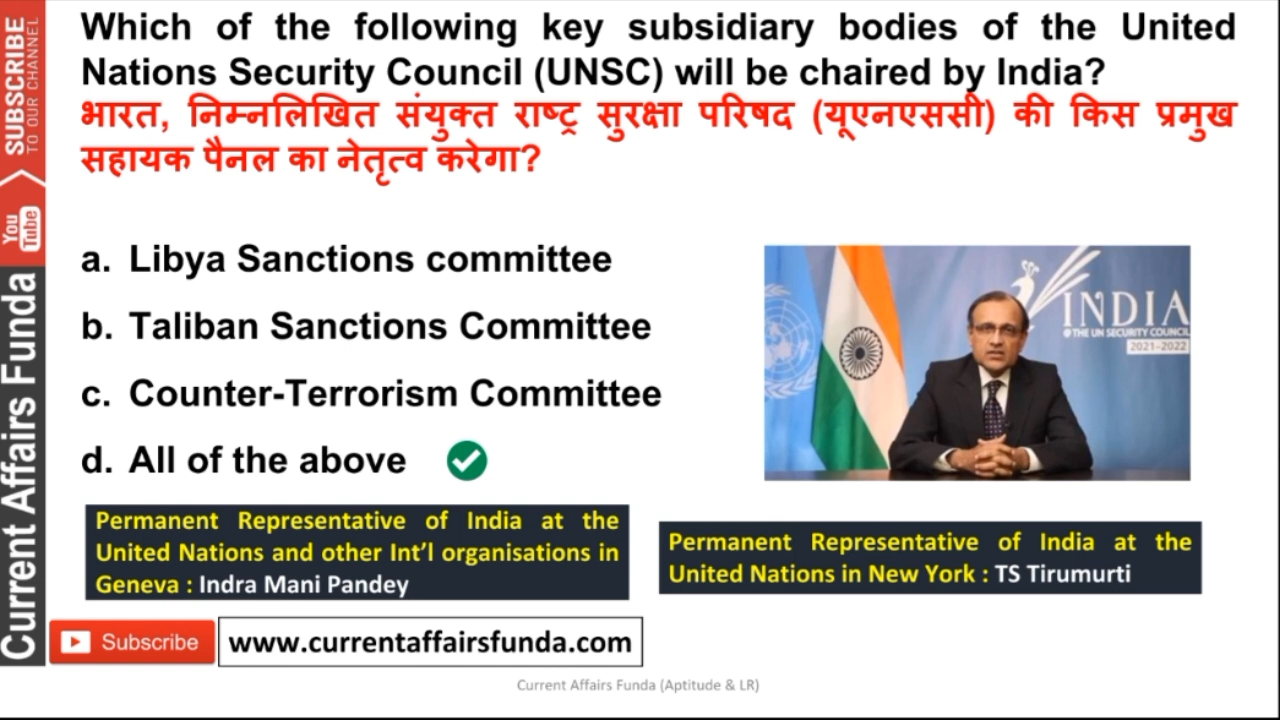 Which of the following key subsidiary bodies of the United
Nations Security Council (UNSC) will be chaired by India?
भारत, निम्नलिखित संयुक्त राष्ट्र सुरक्षा परिषद (यूएनएससी) की किस प्रमुख
सहायक पैनल का नेतृत्व करेगा?
a. Libya Sanctions committee
b. Taliban Sanctions Committee
c. Counter-Terrorism Committee
d. All of the above
INDIA
@THE UN SECURITY COUNCIL
2021-2022
Permanent Representative of India at the
United Nations and other Int'l organisations in
Geneva : Indra Mani Pandey
Permanent Representative of India at the
United Nations in New York : TS Tirumurti
Subscribe
www.currentaffairsfunda.com
Current Affairs Funda (Aptitude & LR)
SUBSCRIBE
TO OUR CHANNEL
You
Tube
Current Affairs Funda